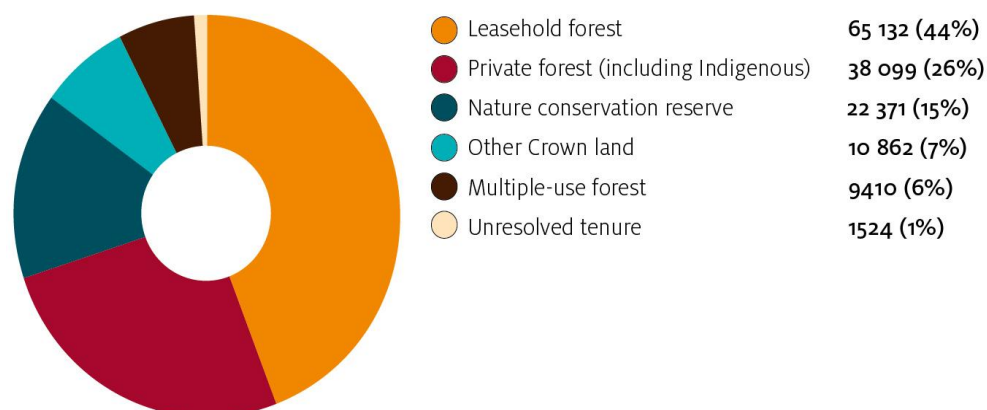 Leasehold forest 65 132 (44%)
Private forest (including Indigenous) 38 099 (26%)
Nature conservation reserve 22 371 (15%)
Other Crown land 10 862 (7%)
Multiple-use forest 9410 (6%)
Unresolved tenure 1524 (1%)